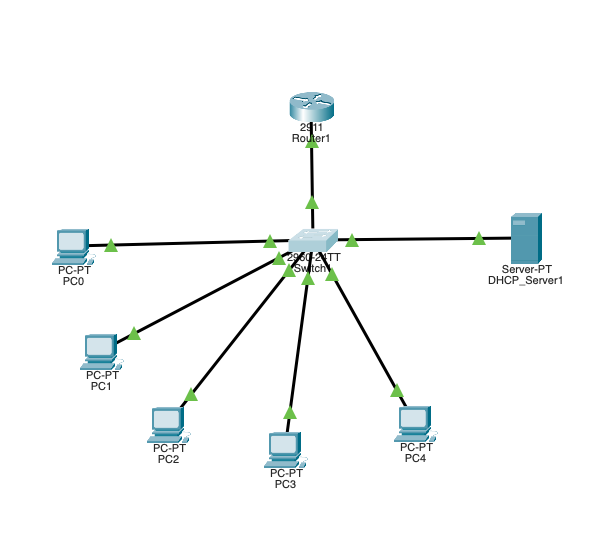 2911
Router1
2960-24TT
Switch1
PC-PT
PC0
Server-PT
DHCP_Server1
PC-PT
PC1
PC-PT
PC2
PC-PT
PC3
PC-PT
PC4